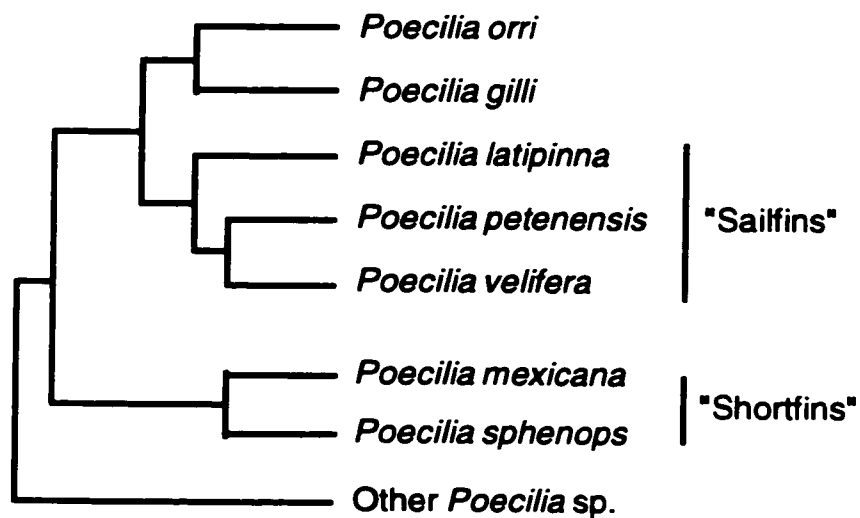 Poecilia orri
Poecilia gilli
Poecilia latipinna
Poecilia petenensis
Poecilia velifera
"Sailfins"
Poecilia mexicana
Poecilia sphenops
"Shortfins"
Other Poecilia sp.